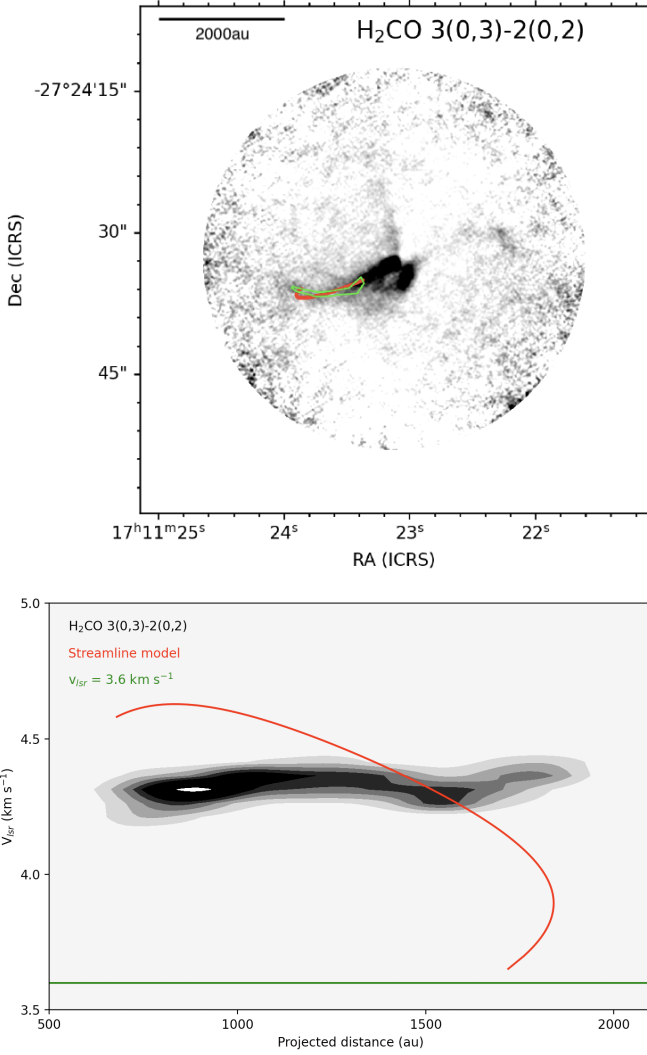 2000au
H₂CO 3(0,3)-2(0,2)
-27°24'15"
30"
45"
Dec (ICRS)
17ʰ11ᵐ25ˢ
24ˢ
23ˢ
22ˢ
RA (ICRS)
5.0
H₂CO 3(0,3)-2(0,2)
Streamline model
vₗₛᵣ = 3.6 km s⁻¹
4.5
4.0
3.5
Vₗₛᵣ (km s⁻¹)
500
1000
1500
2000
Projected distance (au)